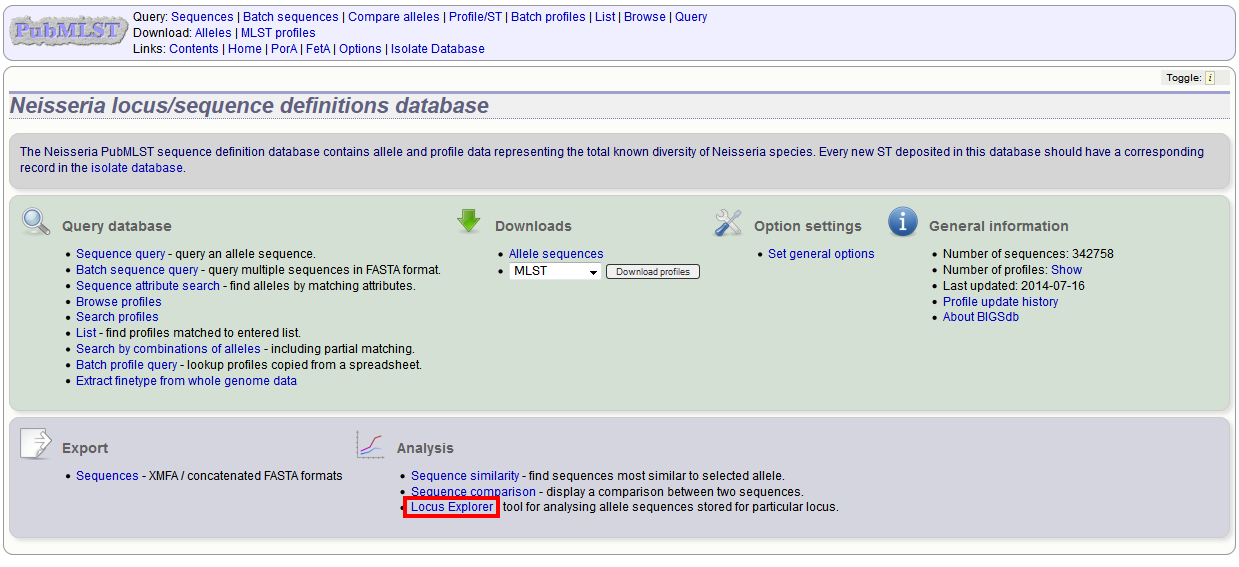 PubMLST
Query: Sequences | Batch sequences | Compare alleles | Profile/ST | Batch profiles | List | Browse | Query
Download: Alleles | MLST profiles
Links: Contents | Home | PorA | FetA | Options | Isolate Database
Toggle: i
Neisseria locus/sequence definitions database
The Neisseria PubMLST sequence definition database contains allele and profile data representing the total known diversity of Neisseria species. Every new ST deposited in this database should have a corresponding
record in the isolate database.
Query database
• Sequence query - query an allele sequence.
• Batch sequence query - query multiple sequences in FASTA format.
• Sequence attribute search - find alleles by matching attributes.
• Browse profiles
• Search profiles
• List - find profiles matched to entered list.
• Search by combinations of alleles - including partial matching.
• Batch profile query - lookup profiles copied from a spreadsheet.
• Extract finetype from whole genome data
Downloads
• Allele sequences
• MLST Download profiles
Option settings
• Set general options
i
General information
• Number of sequences: 342758
• Number of profiles: Show
• Last updated: 2014-07-16
• Profile update history
• About BIGSdb
Export
• Sequences - XMFA / concatenated FASTA formats
Analysis
• Sequence similarity - find sequences most similar to selected allele.
• Sequence comparison - display a comparison between two sequences.
• Locus Explorer tool for analysing allele sequences stored for particular locus.